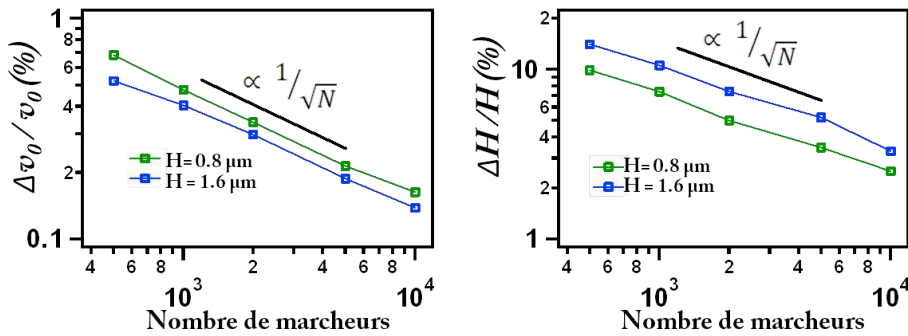 Δv₀ / v₀ (%)
1
8
6
4
2
0.1
∝ 1/√N
H= 0.8 µm
H = 1.6 µm
4 6 8 10³ 2 4 6 8 10⁴
Nombre de marcheurs
ΔH/H (%)
2
10
8
6
4
2
1
∝ 1/√N
H= 0.8 µm
H = 1.6 µm
4 6 8 10³ 2 4 6 8 10⁴
Nombre de marcheurs